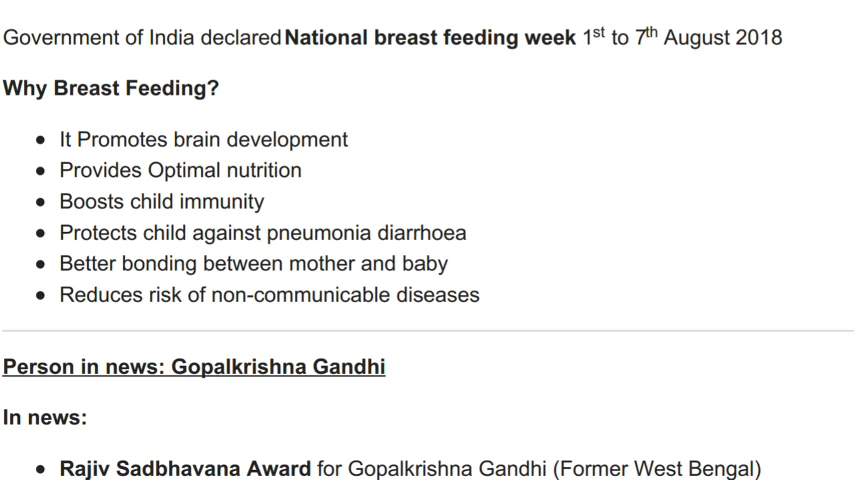 Government of India declared National breast feeding week 1st to 7th August 2018
Why Breast Feeding?
• It Promotes brain development
• Provides Optimal nutrition
• Boosts child immunity
• Protects child against pneumonia diarrhoea
• Better bonding between mother and baby
• Reduces risk of non-communicable diseases
Person in news: Gopalkrishna Gandhi
In news:
• Rajiv Sadbhavana Award for Gopalkrishna Gandhi (Former West Bengal)